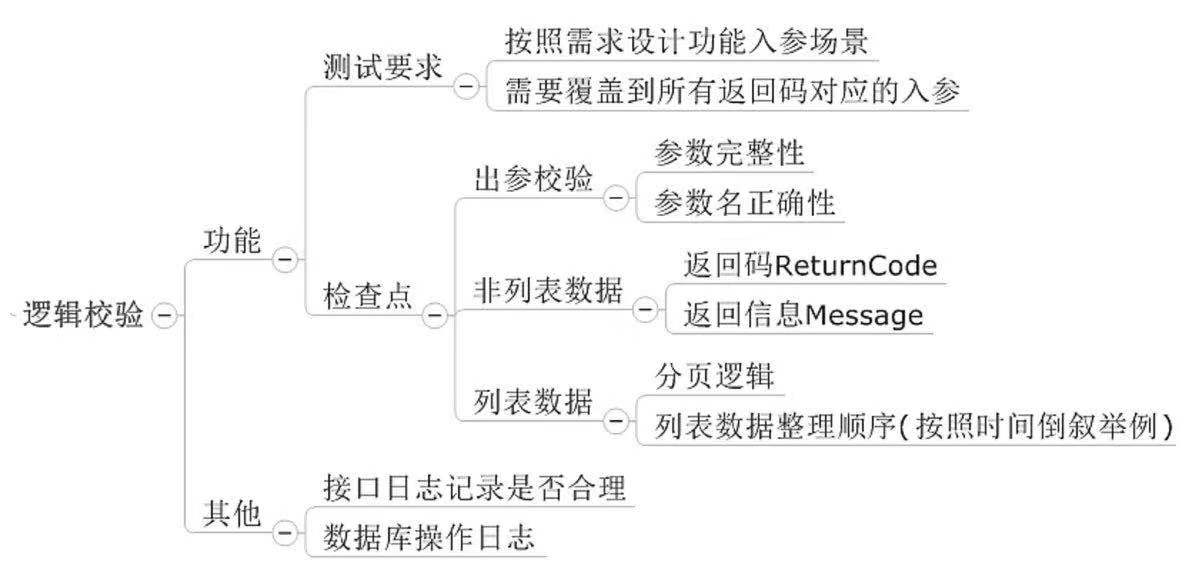 逻辑校验
功能
测试要求
按照需求设计功能入参场景
需要覆盖到所有返回码对应的入参
检查点
出参校验
参数完整性
参数名正确性
非列表数据
返回码ReturnCode
返回信息Message
列表数据
分页逻辑
列表数据整理顺序(按照时间倒叙举例)
其他
接口日志记录是否合理
数据库操作日志